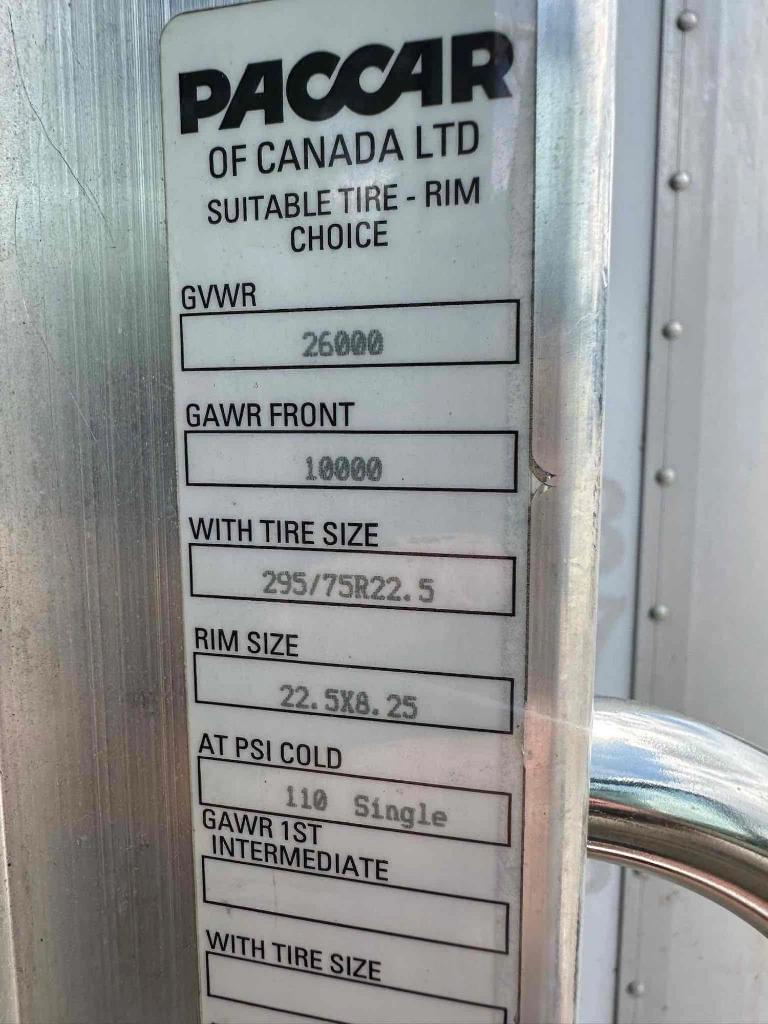 PACCAR
OF CANADA LTD
SUITABLE TIRE - RIM
CHOICE
GVWR
26000
GAWR FRONT
10000
WITH TIRE SIZE
295/75R22.5
RIM SIZE
22.5X8.25
AT PSI COLD
110 Single
GAWR 1ST
INTERMEDIATE
WITH TIRE SIZE